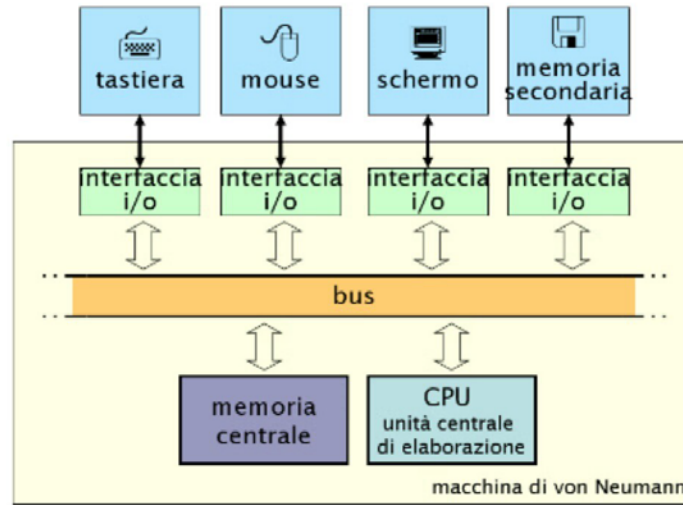 tastiera
mouse
schermo
memoria
secondaria
interfaccia
i/o
interfaccia
i/o
interfaccia
i/o
interfaccia
i/o
bus
memoria
centrale
CPU
unità centrale
di elaborazione
macchina di von Neumann